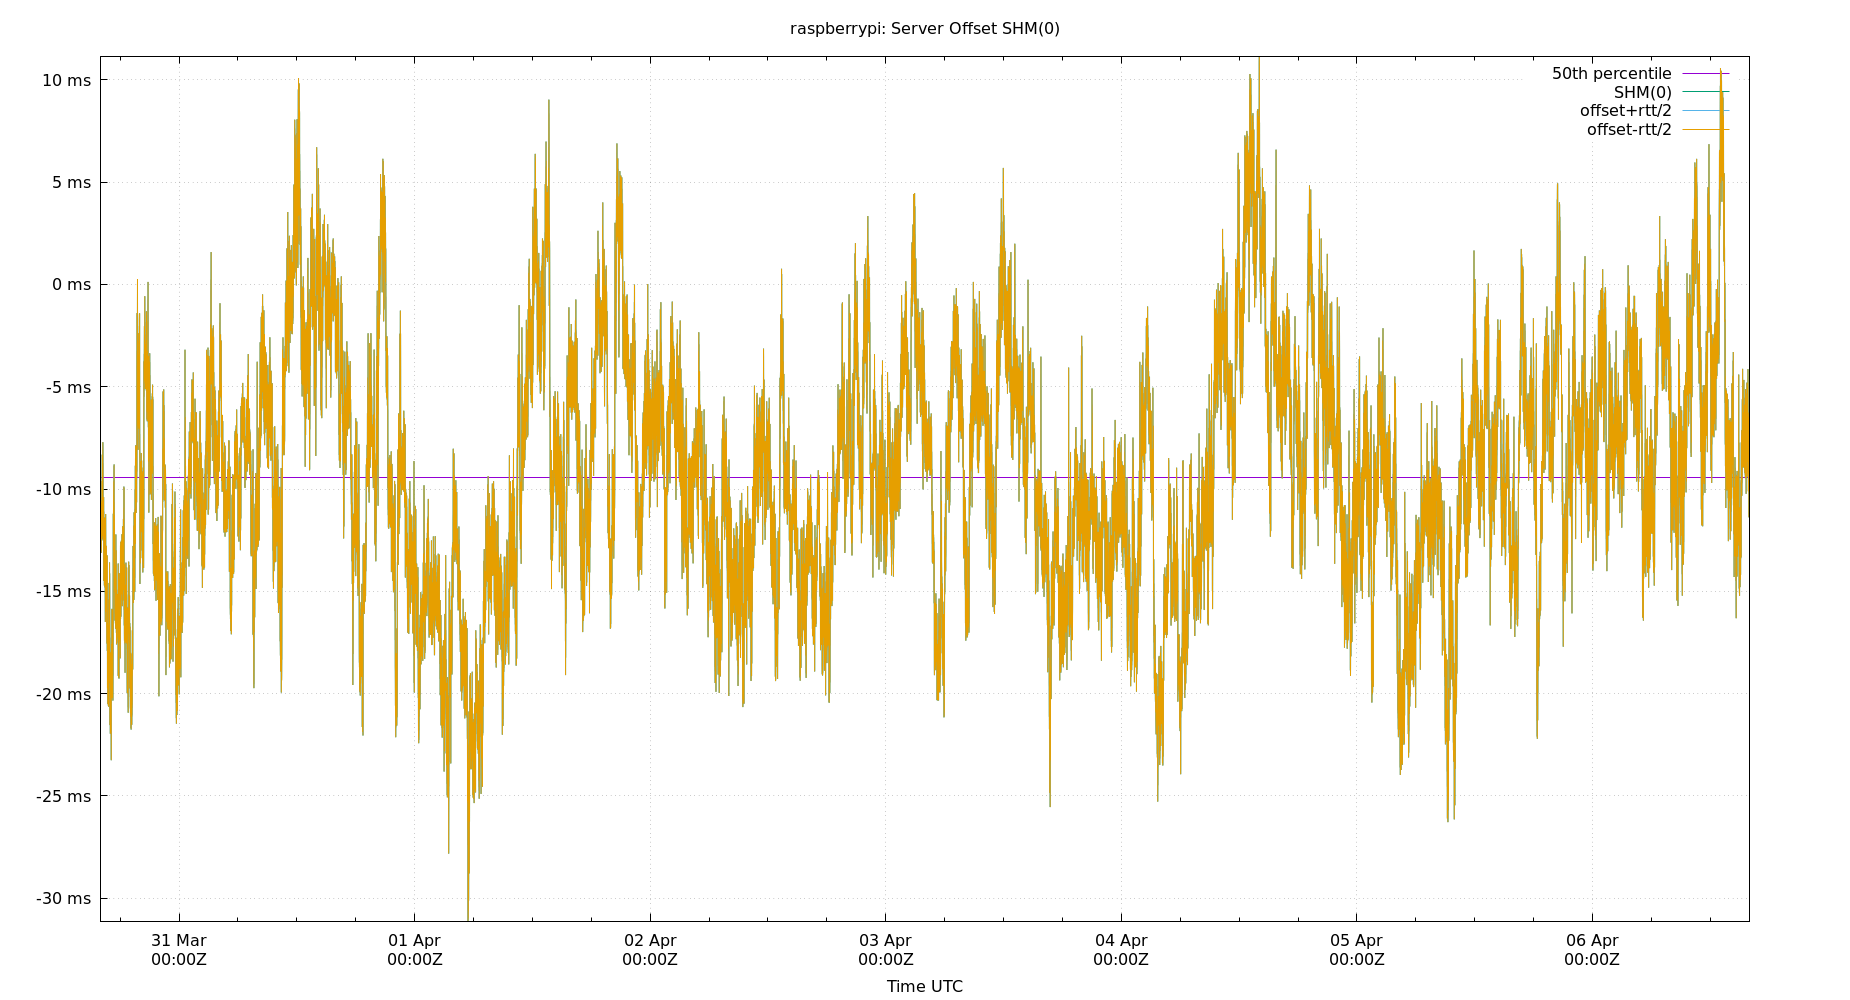 raspberrypi: Server Offset SHM(0)
50th percentile
SHM(0)
offset+rtt/2
offset-rtt/2
10 ms
5 ms
0 ms
-5 ms
-10 ms
-15 ms
-20 ms
-25 ms
-30 ms
31 Mar 01 Apr 02 Apr 03 Apr 04 Apr 05 Apr 06 Apr
00:00Z 00:00Z 00:00Z 00:00Z 00:00Z 00:00Z 00:00Z
Time UTC